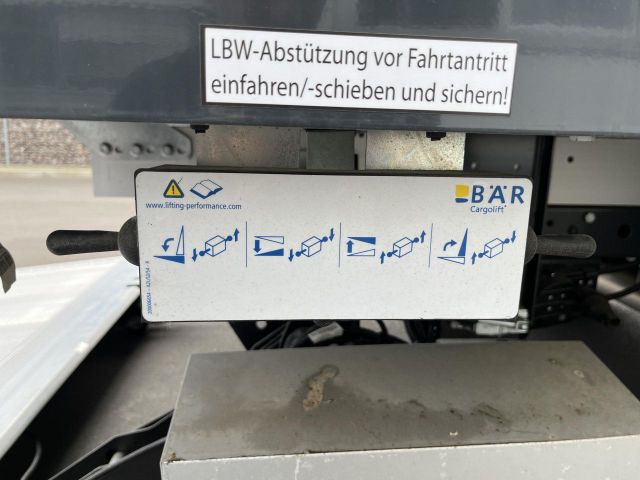 LBW-Abstützung vor Fahrtantritt
einfahren/-schieben und sichern!
BÄR
Cargolift
www.lifting-performance.com